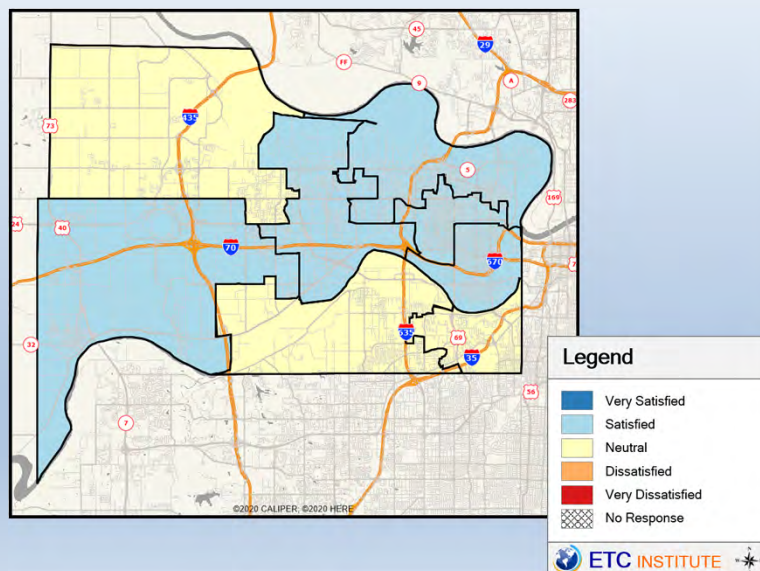 45
29
FF
A
9
283
435
73
5
169
24
40
70
670
7
32
635
69
35
56
7
©2020 CALIPER; ©2020 HERE
Legend
Very Satisfied
Satisfied
Neutral
Dissatisfied
Very Dissatisfied
No Response
N
W
E
S
ETC INSTITUTE